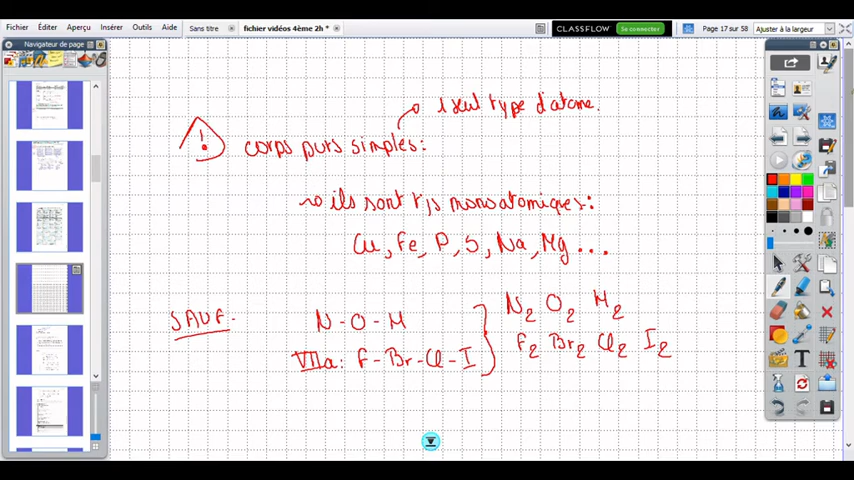 Fichier Éditer Aperçu Insérer Outils Aide
Sans titre
fichier vidéos 4ème 2h *
CLASSFLOW
Se connecter
Page 17 sur 58
Ajuster à la largeur
Navigateur de page
1 seul type d'atome.
! corps purs simples:
ils sont tjs monoatomiques:
Cu, Fe, P, S, Na, Mg ...
SAUF: N - O - H N2 O2 H2
VIIa: F - Br - Cl - I F2 Br2 Cl2 I2